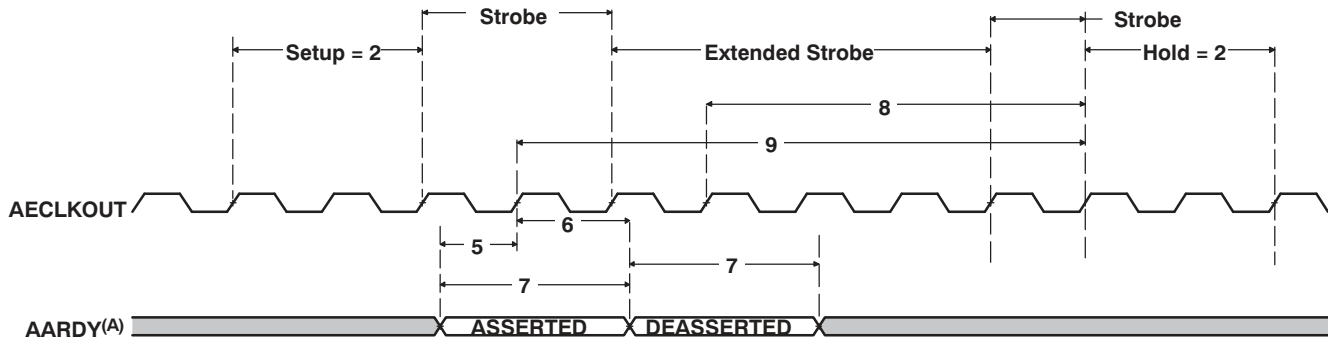 Strobe
Strobe
Setup = 2
Extended Strobe
Hold = 2
8
9
AECLKOUT
6
5
7
7
AARDY(A)
ASSERTED
DEASSERTED